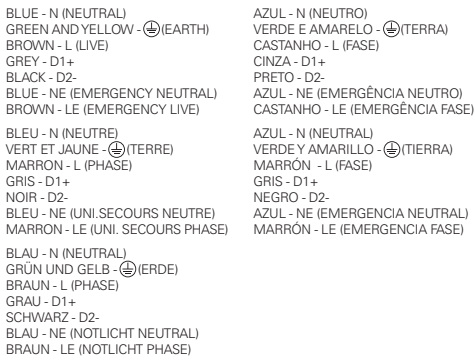 BLUE - N (NEUTRAL)
GREEN AND YELLOW - ⏚ (EARTH)
BROWN - L (LIVE)
GREY - D1+
BLACK - D2-
BLUE - NE (EMERGENCY NEUTRAL)
BROWN - LE (EMERGENCY LIVE)
BLEU - N (NEUTRE)
VERT ET JAUNE - ⏚ (TERRE)
MARRON - L (PHASE)
GRIS - D1+
NOIR - D2-
BLEU - NE (UNI.SECOURS NEUTRE)
MARRON - LE (UNI. SECOURS PHASE)
BLAU - N (NEUTRAL)
GRÜN UND GELB - ⏚ (ERDE)
BRAUN - L (PHASE)
GRAU - D1+
SCHWARZ - D2-
BLAU - NE (NOTLICHT NEUTRAL)
BRAUN - LE (NOTLICHT PHASE)
AZUL - N (NEUTRO)
VERDE E AMARELO - ⏚ (TERRA)
CASTANHO - L (FASE)
CINZA - D1+
PRETO - D2-
AZUL - NE (EMERGÊNCIA NEUTRO)
CASTANHO - LE (EMERGÊNCIA FASE)
AZUL - N (NEUTRAL)
VERDE Y AMARILLO - ⏚ (TIERRA)
MARRÓN - L (FASE)
GRIS - D1+
NEGRO - D2-
AZUL - NE (EMERGENCIA NEUTRAL)
MARRÓN - LE (EMERGENCIA FASE)